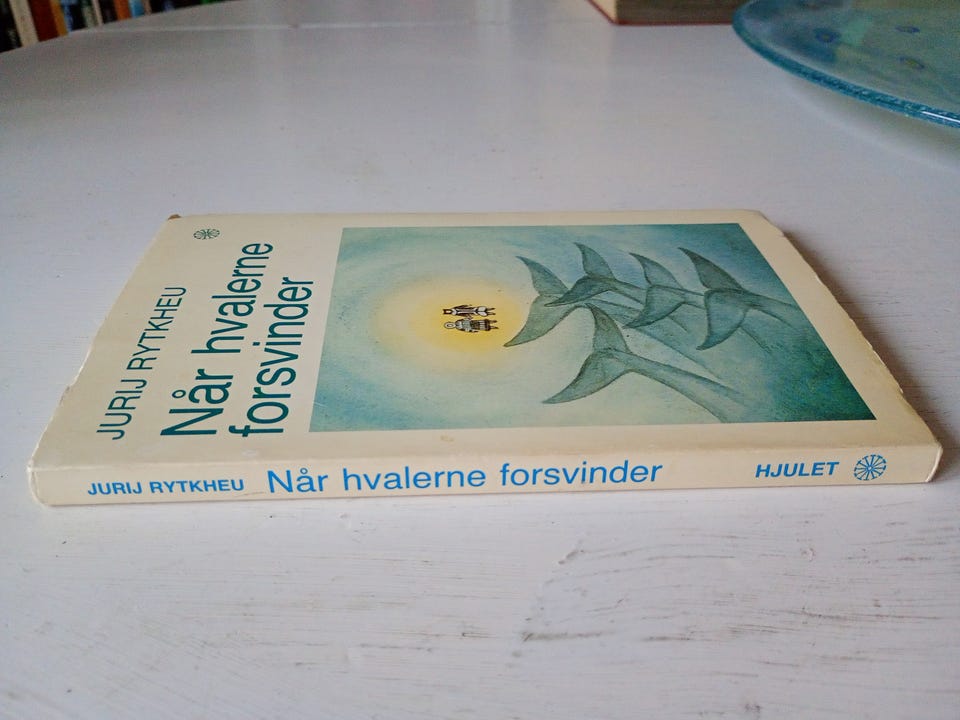 JURIJ RYTKHEU
Når hvalerne
forsvinder
JURIJ RYTKHEU Når hvalerne forsvinder HJULET